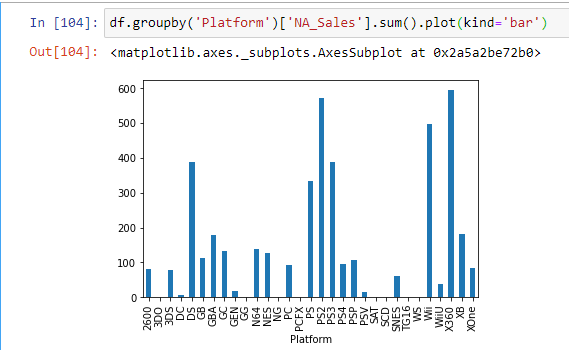 In [104]: df.groupby('Platform')['NA_Sales'].sum().plot(kind='bar')
Out[104]: <matplotlib.axes._subplots.AxesSubplot at 0x2a5a2be72b0>
600
500
400
300
200
100
0
2600 3DO 3DS DC DS GB GBA GC GEN GG N64 NES NG PC PCFX PS PS2 PS3 PS4 PSP PSV SAT SCD SNES TG16 WS Wii WiiU X360 XB XOne
Platform